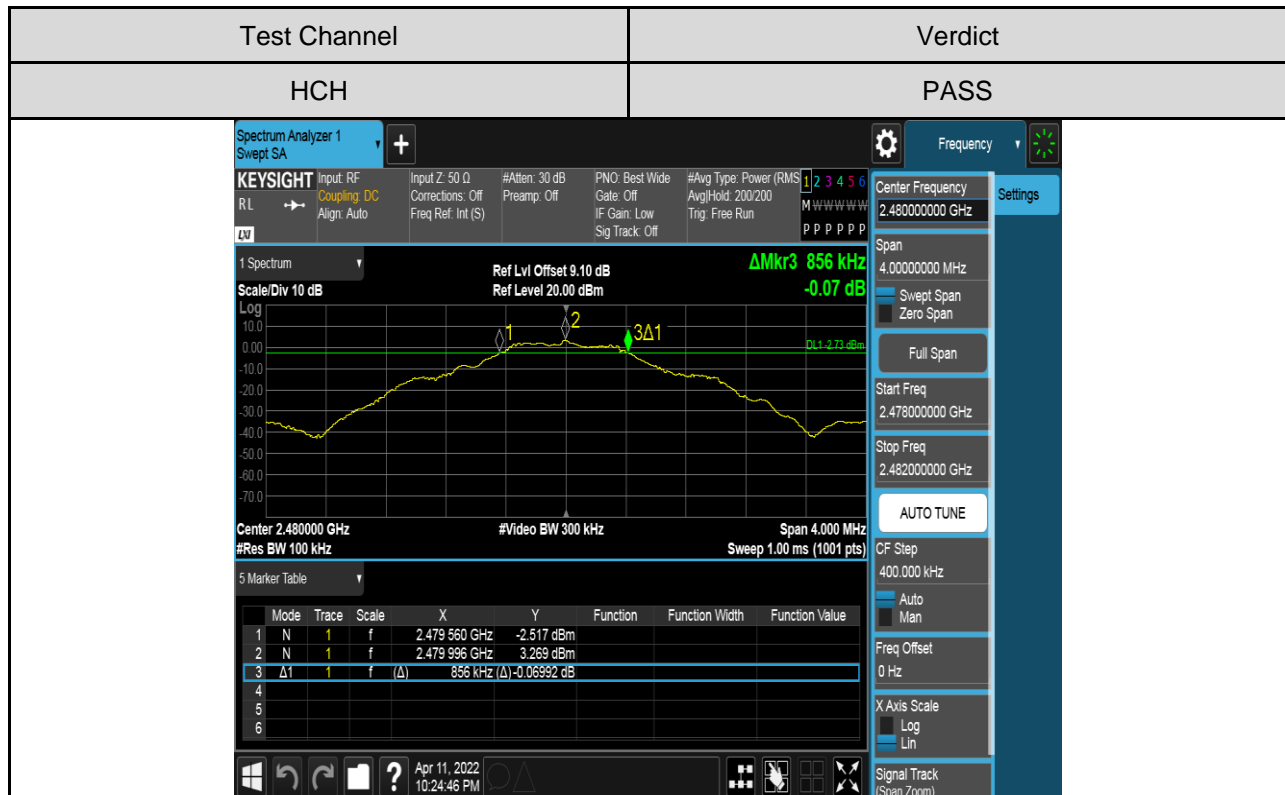 Test Channel Verdict
HCH PASS
Spectrum Analyzer 1
Swept SA
+
Frequency
KEYSIGHT Input: RF Input Z: 50 Ω #Atten: 30 dB PNO: Best Wide #Avg Type: Power (RMS 1 2 3 4 5 6
RL Coupling: DC Corrections: Off Preamp: Off Gate: Off Avg|Hold: 200/200 M W W W W W
Align: Auto Freq Ref: Int (S) IF Gain: Low Trig: Free Run
LXI Sig Track: Off P P P P P P
1 Spectrum
Scale/Div 10 dB
Ref Lvl Offset 9.10 dB
Ref Level 20.00 dBm
ΔMkr3 856 kHz
-0.07 dB
Log
10.0
0.00
-10.0
-20.0
-30.0
-40.0
-50.0
-60.0
-70.0
1
2
3Δ1
DL1 -2.73 dBm
Center 2.480000 GHz #Video BW 300 kHz Span 4.000 MHz
#Res BW 100 kHz Sweep 1.00 ms (1001 pts)
5 Marker Table
Mode Trace Scale X Y Function Function Width Function Value
1 N 1 f 2.479 560 GHz -2.517 dBm
2 N 1 f 2.479 996 GHz 3.269 dBm
3 Δ1 1 f (Δ) 856 kHz (Δ) -0.06992 dB
4
5
6
?
Apr 11, 2022
10:24:46 PM
Center Frequency
2.480000000 GHz
Settings
Span
4.00000000 MHz
Swept Span
Zero Span
Full Span
Start Freq
2.478000000 GHz
Stop Freq
2.482000000 GHz
AUTO TUNE
CF Step
400.000 kHz
Auto
Man
Freq Offset
0 Hz
X Axis Scale
Log
Lin
Signal Track
(Span Zoom)